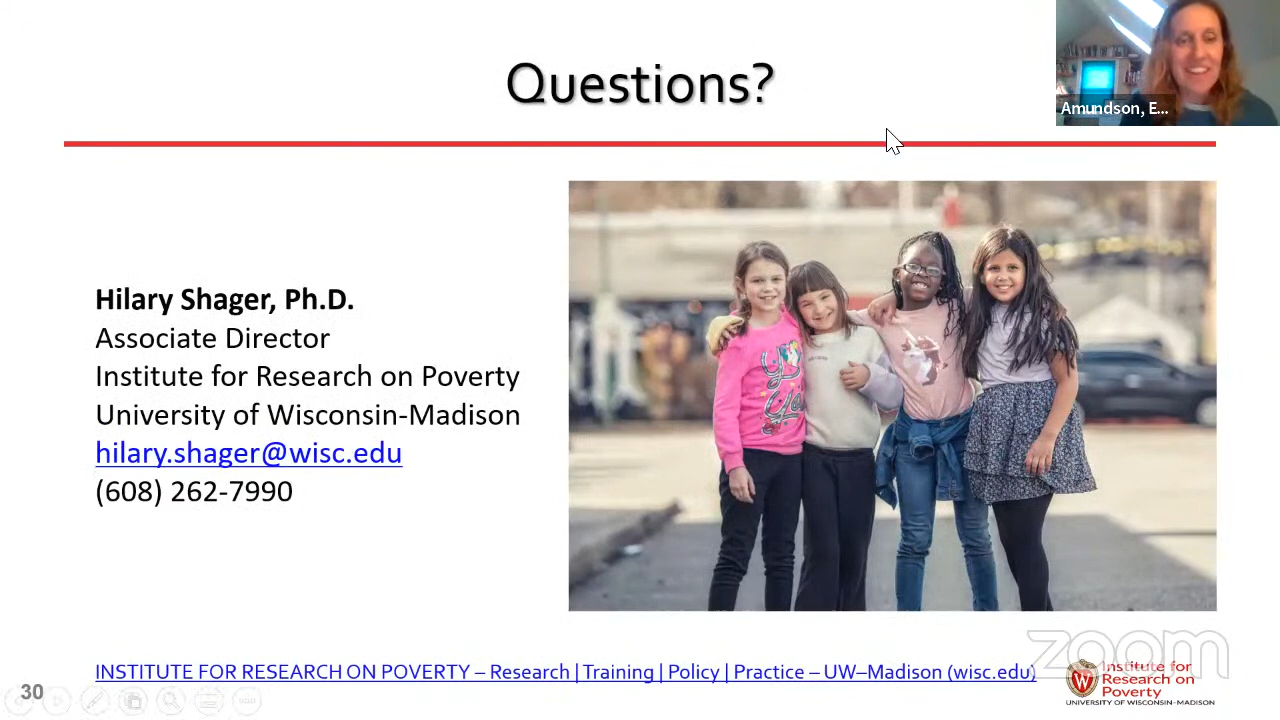 Questions?
Amundson, E...
Hilary Shager, Ph.D.
Associate Director
Institute for Research on Poverty
University of Wisconsin-Madison
hilary.shager@wisc.edu
(608) 262-7990
zoom
INSTITUTE FOR RESEARCH ON POVERTY – Research | Training | Policy | Practice – UW–Madison (wisc.edu)
W
Institute for
Research on
Poverty
UNIVERSITY OF WISCONSIN-MADISON
30